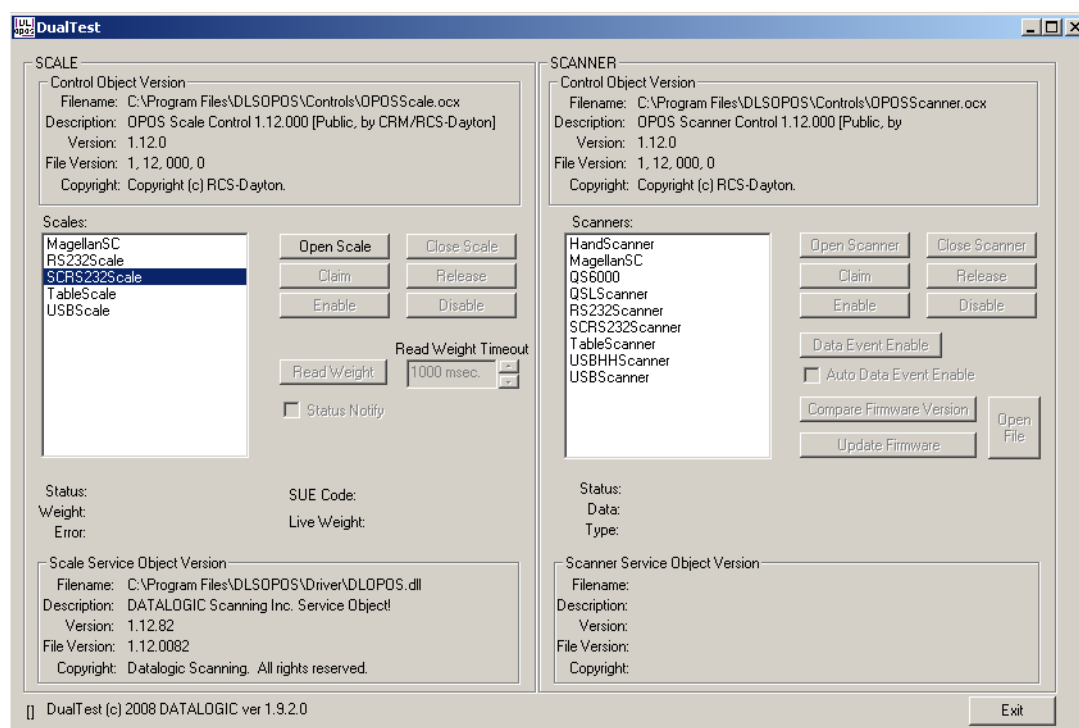 UL
opos
DualTest
SCALE
Control Object Version
Filename: C:\Program Files\DLSOPOS\Controls\OPOSScale.ocx
Description: OPOS Scale Control 1.12.000 [Public, by CRM/RCS-Dayton]
Version: 1.12.0
File Version: 1, 12, 000, 0
Copyright: Copyright (c) RCS-Dayton.
Scales:
MagellanSC
RS232Scale
SCRS232Scale
TableScale
USBScale
Open Scale
Close Scale
Claim
Release
Enable
Disable
Read Weight Timeout
Read Weight
1000 msec.
Status Notify
Status:
Weight:
Error:
SUE Code:
Live Weight:
Scale Service Object Version
Filename: C:\Program Files\DLSOPOS\Driver\DLOPOS.dll
Description: DATALOGIC Scanning Inc. Service Object!
Version: 1.12.82
File Version: 1.12.0082
Copyright: Datalogic Scanning. All rights reserved.
SCANNER
Control Object Version
Filename: C:\Program Files\DLSOPOS\Controls\OPOSScanner.ocx
Description: OPOS Scanner Control 1.12.000 [Public, by
Version: 1.12.0
File Version: 1, 12, 000, 0
Copyright: Copyright (c) RCS-Dayton.
Scanners:
HandScanner
MagellanSC
QS6000
QSLScanner
RS232Scanner
SCRS232Scanner
TableScanner
USBHHScanner
USBScanner
Open Scanner
Close Scanner
Claim
Release
Enable
Disable
Data Event Enable
Auto Data Event Enable
Compare Firmware Version
Update Firmware
Open
File
Status:
Data:
Type:
Scanner Service Object Version
Filename:
Description:
Version:
File Version:
Copyright:
[] DualTest (c) 2008 DATALOGIC ver 1.9.2.0
Exit